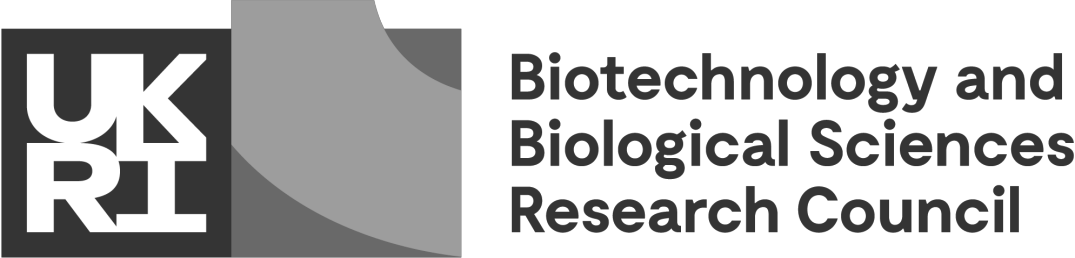 UK
RI
Biotechnology and
Biological Sciences
Research Council